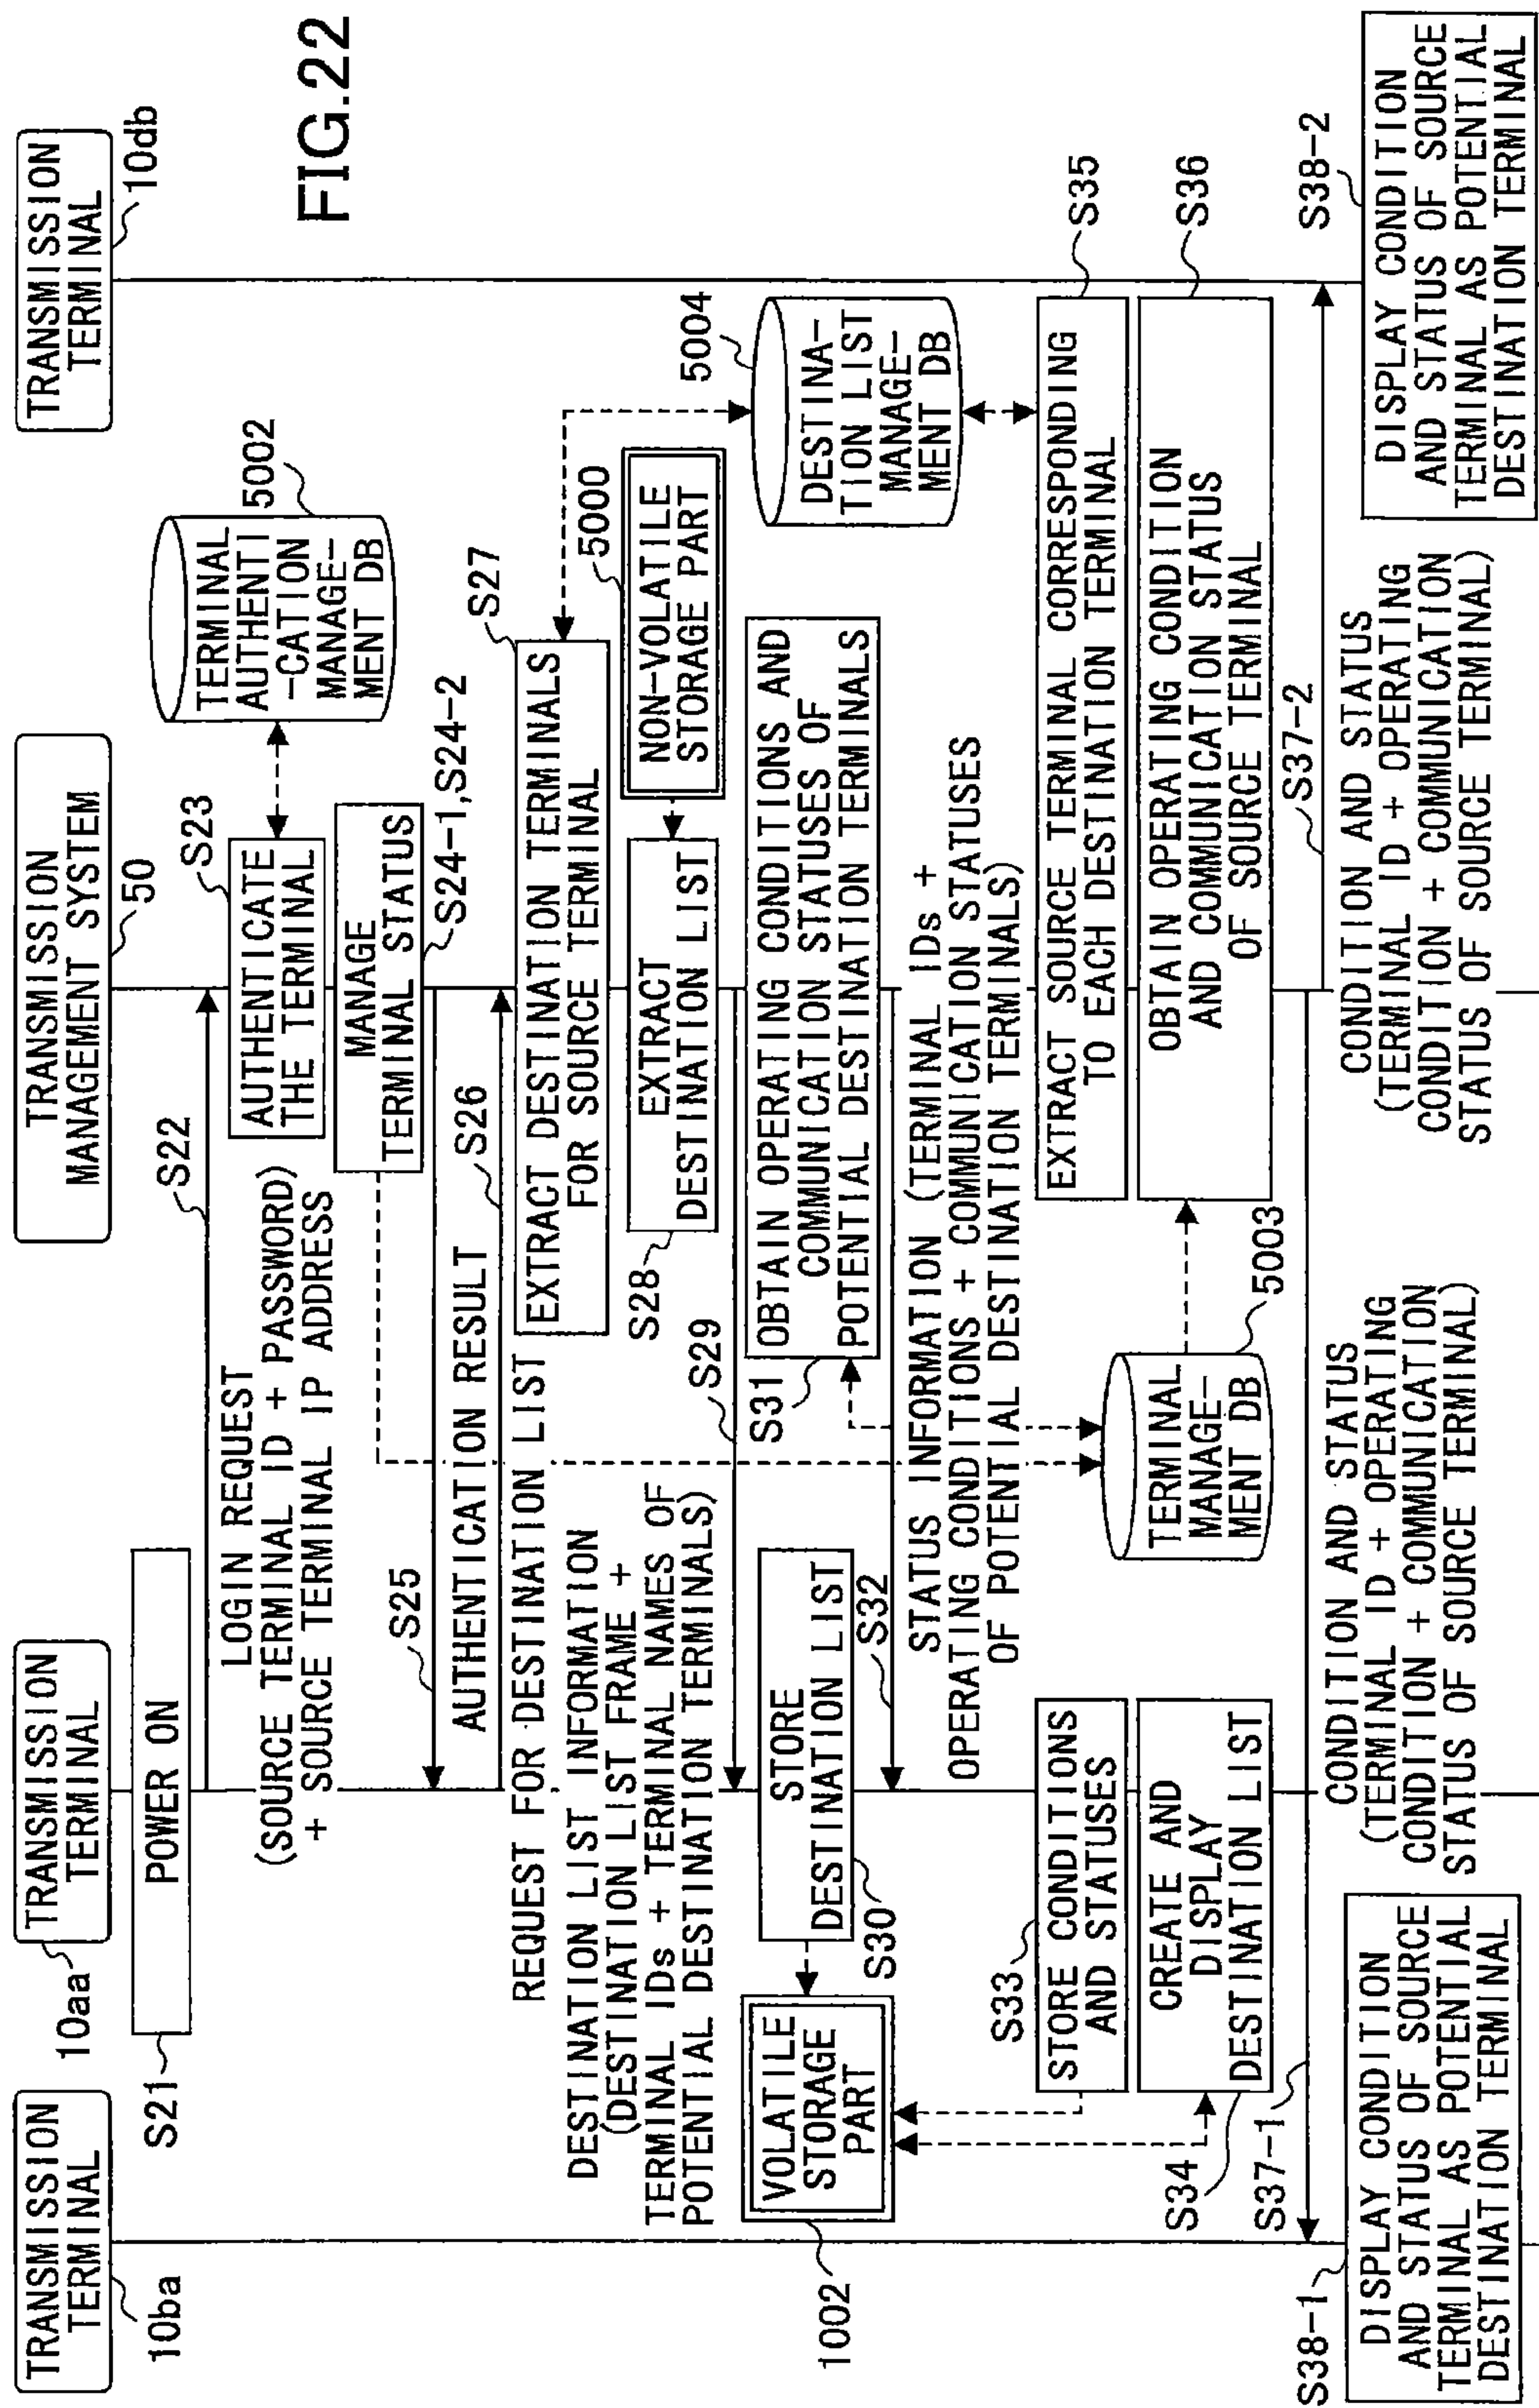 FIG.22
TRANSMISSION
TERMINAL
10ba
TRANSMISSION
TERMINAL
10aa
TRANSMISSION
MANAGEMENT SYSTEM
50
TRANSMISSION
TERMINAL
10db
S21
POWER ON
S22
LOGIN REQUEST
(SOURCE TERMINAL ID + PASSWORD)
+ SOURCE TERMINAL IP ADDRESS
S23
AUTHENTICATE
THE TERMINAL
5002
TERMINAL
AUTHENTI
-CATION
MANAGE-
MENT DB
MANAGE
TERMINAL STATUS
S24-1,S24-2
S25
AUTHENTICATION RESULT
S26
REQUEST FOR DESTINATION LIST
S27
EXTRACT DESTINATION TERMINALS
FOR SOURCE TERMINAL
5000
NON-VOLATILE
STORAGE PART
S28
EXTRACT
DESTINATION LIST
DESTINATION LIST INFORMATION
(DESTINATION LIST FRAME +
TERMINAL IDs + TERMINAL NAMES OF
POTENTIAL DESTINATION TERMINALS)
S29
5004
DESTINA-
TION LIST
MANAGE-
MENT DB
1002
VOLATILE
STORAGE
PART
STORE
DESTINATION LIST
S30
S31
OBTAIN OPERATING CONDITIONS AND
COMMUNICATION STATUSES OF
POTENTIAL DESTINATION TERMINALS
S32
STATUS INFORMATION (TERMINAL IDs +
OPERATING CONDITIONS + COMMUNICATION STATUSES
OF POTENTIAL DESTINATION TERMINALS)
S33
STORE CONDITIONS
AND STATUSES
S34
CREATE AND
DISPLAY
DESTINATION LIST
TERMINAL
MANAGE-
MENT DB
5003
EXTRACT SOURCE TERMINAL CORRESPONDING
TO EACH DESTINATION TERMINAL
S35
OBTAIN OPERATING CONDITION
AND COMMUNICATION STATUS
OF SOURCE TERMINAL
S36
S37-1
CONDITION AND STATUS
(TERMINAL ID + OPERATING
CONDITION + COMMUNICATION
STATUS OF SOURCE TERMINAL)
S37-2
CONDITION AND STATUS
(TERMINAL ID + OPERATING
CONDITION + COMMUNICATION
STATUS OF SOURCE TERMINAL)
S38-1
DISPLAY CONDITION
AND STATUS OF SOURCE
TERMINAL AS POTENTIAL
DESTINATION TERMINAL
S38-2
DISPLAY CONDITION
AND STATUS OF SOURCE
TERMINAL AS POTENTIAL
DESTINATION TERMINAL